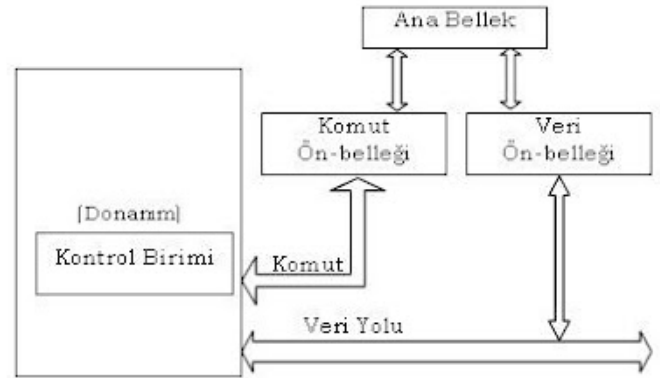 Ana Bellek
Komut
Ön-belleği
Veri
Ön-belleği
(Donanım)
Kontrol Birimi
Komut
Veri Yolu